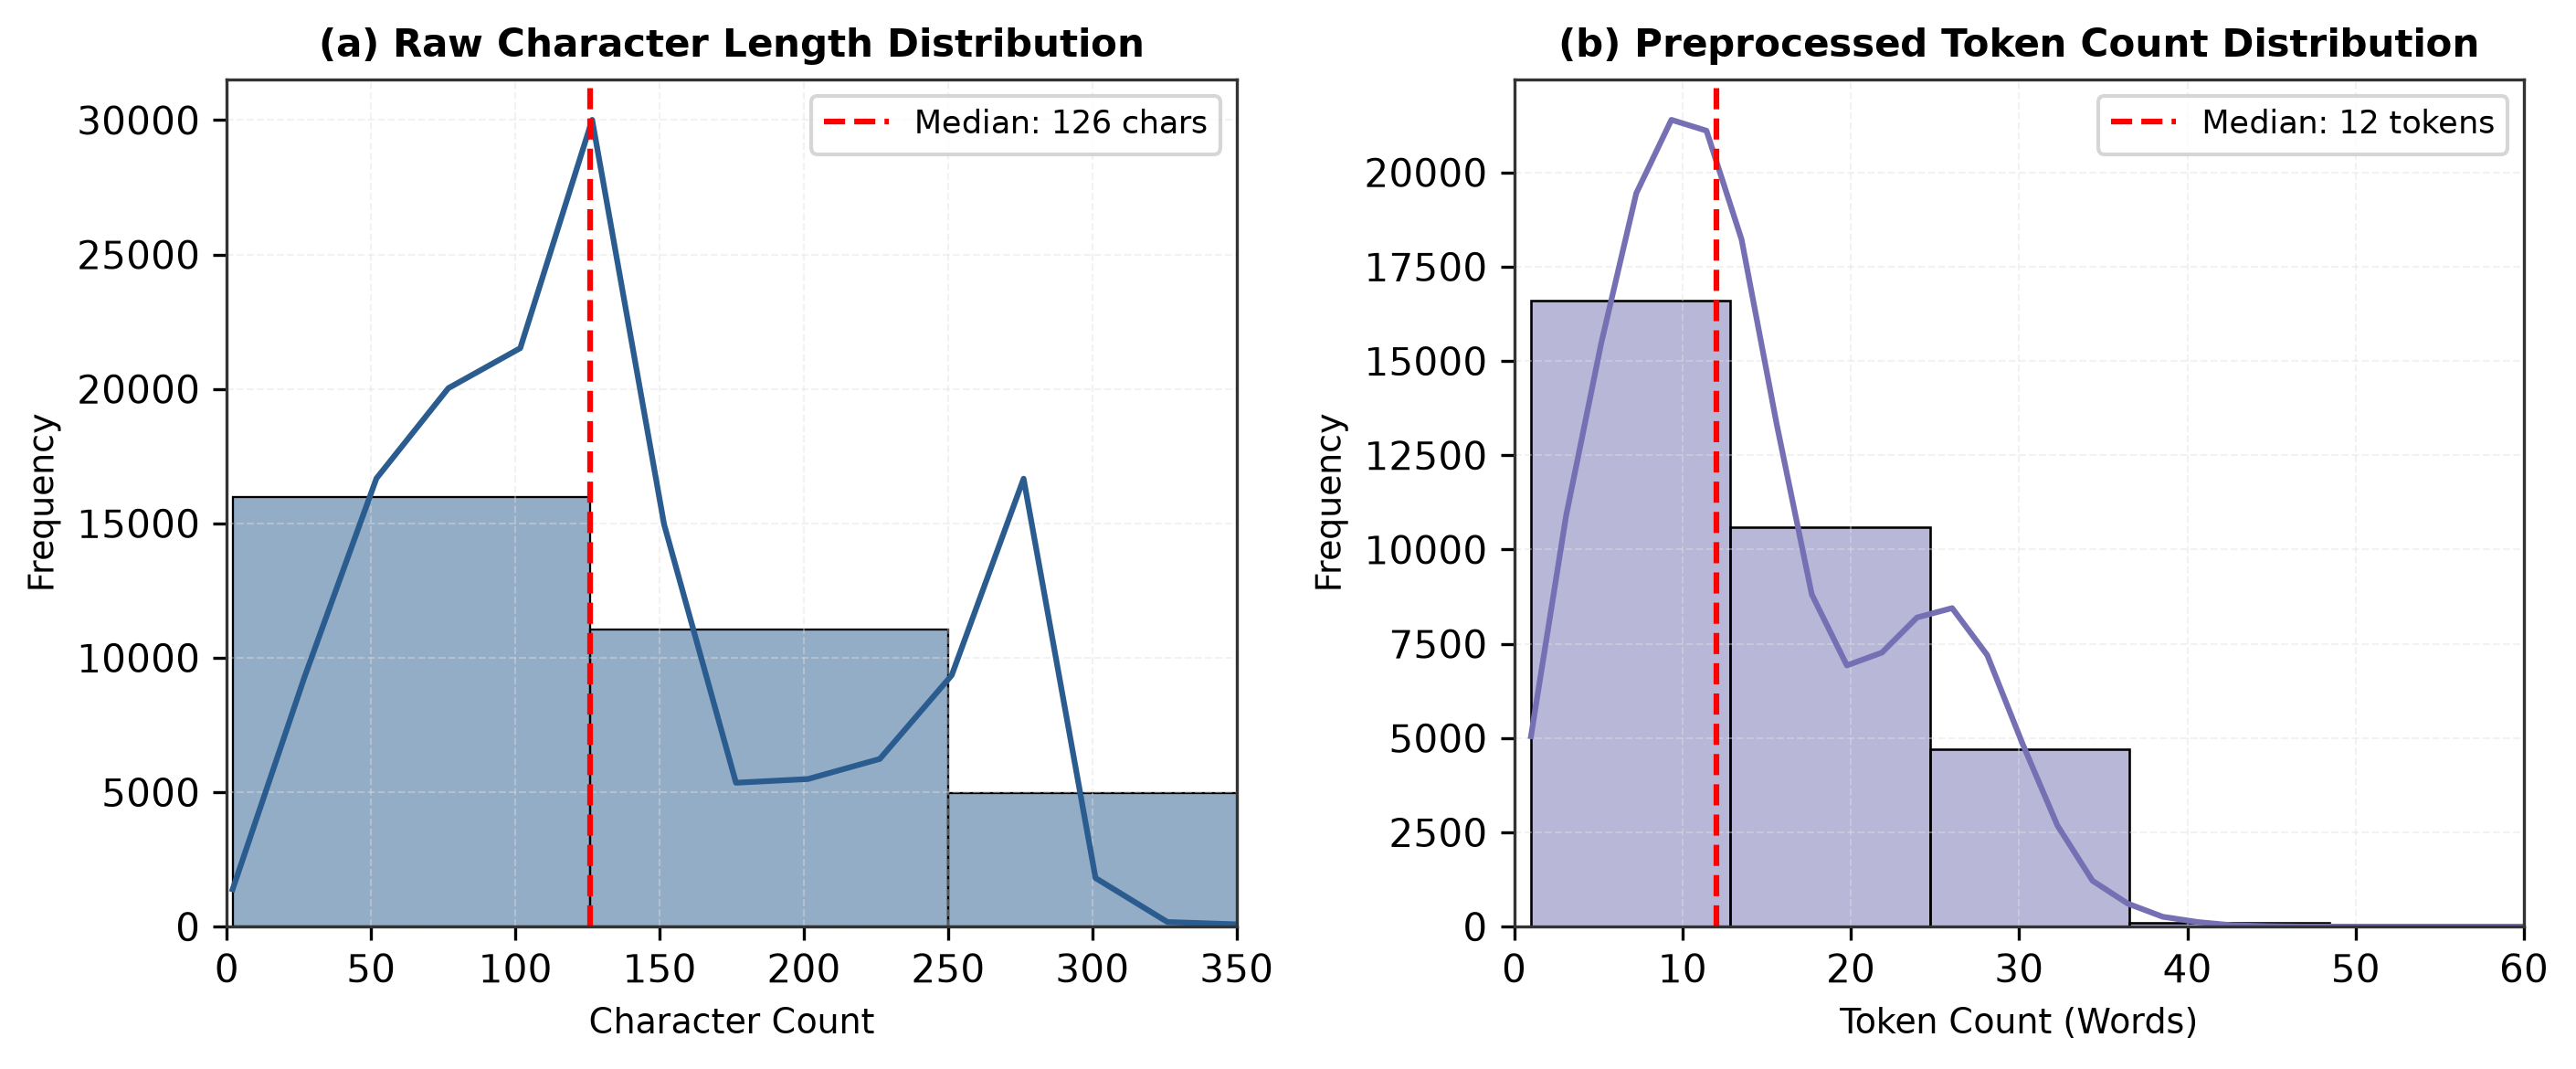 (a) Raw Character Length Distribution
Median: 126 chars
30000
25000
20000
15000
10000
5000
0
Frequency
0 50 100 150 200 250 300 350
Character Count
(b) Preprocessed Token Count Distribution
Median: 12 tokens
20000
17500
15000
12500
10000
7500
5000
2500
0
Frequency
0 10 20 30 40 50 60
Token Count (Words)